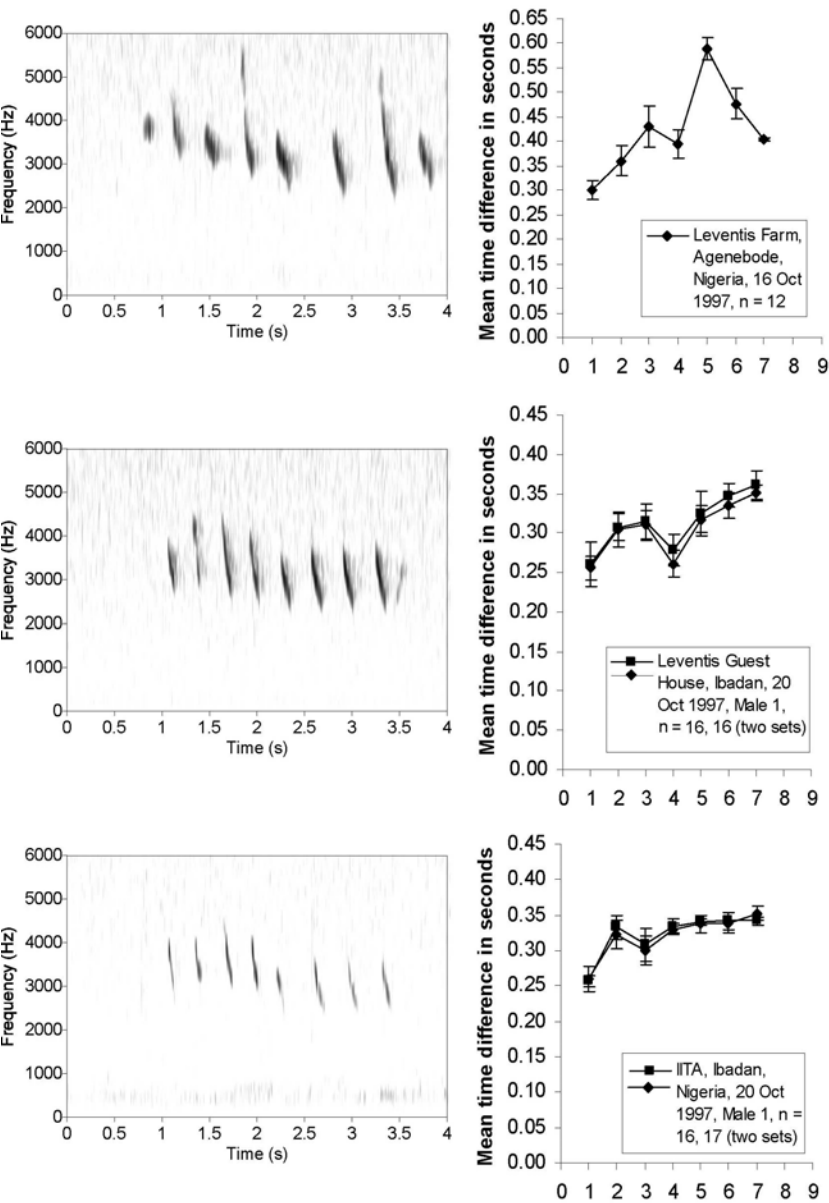 6000
5000
4000
3000
2000
1000
0
Frequency (Hz)
0 0.5 1 1.5 2 2.5 3 3.5 4
Time (s)
Mean time difference in seconds
0.65
0.60
0.55
0.50
0.45
0.40
0.35
0.30
0.25
0.20
0.15
0.10
0.05
0.00
0 1 2 3 4 5 6 7 8 9
Leventis Farm,
Agenebode,
Nigeria, 16 Oct
1997, n = 12
6000
5000
4000
3000
2000
1000
0
Frequency (Hz)
0 0.5 1 1.5 2 2.5 3 3.5 4
Time (s)
Mean time difference in seconds
0.45
0.40
0.35
0.30
0.25
0.20
0.15
0.10
0.05
0.00
0 1 2 3 4 5 6 7 8 9
Leventis Guest
House, Ibadan, 20
Oct 1997, Male 1,
n = 16, 16 (two sets)
6000
5000
4000
3000
2000
1000
0
Frequency (Hz)
0 0.5 1 1.5 2 2.5 3 3.5 4
Time (s)
Mean time difference in seconds
0.45
0.40
0.35
0.30
0.25
0.20
0.15
0.10
0.05
0.00
0 1 2 3 4 5 6 7 8 9
IITA, Ibadan,
Nigeria, 20 Oct
1997, Male 1, n =
16, 17 (two sets)